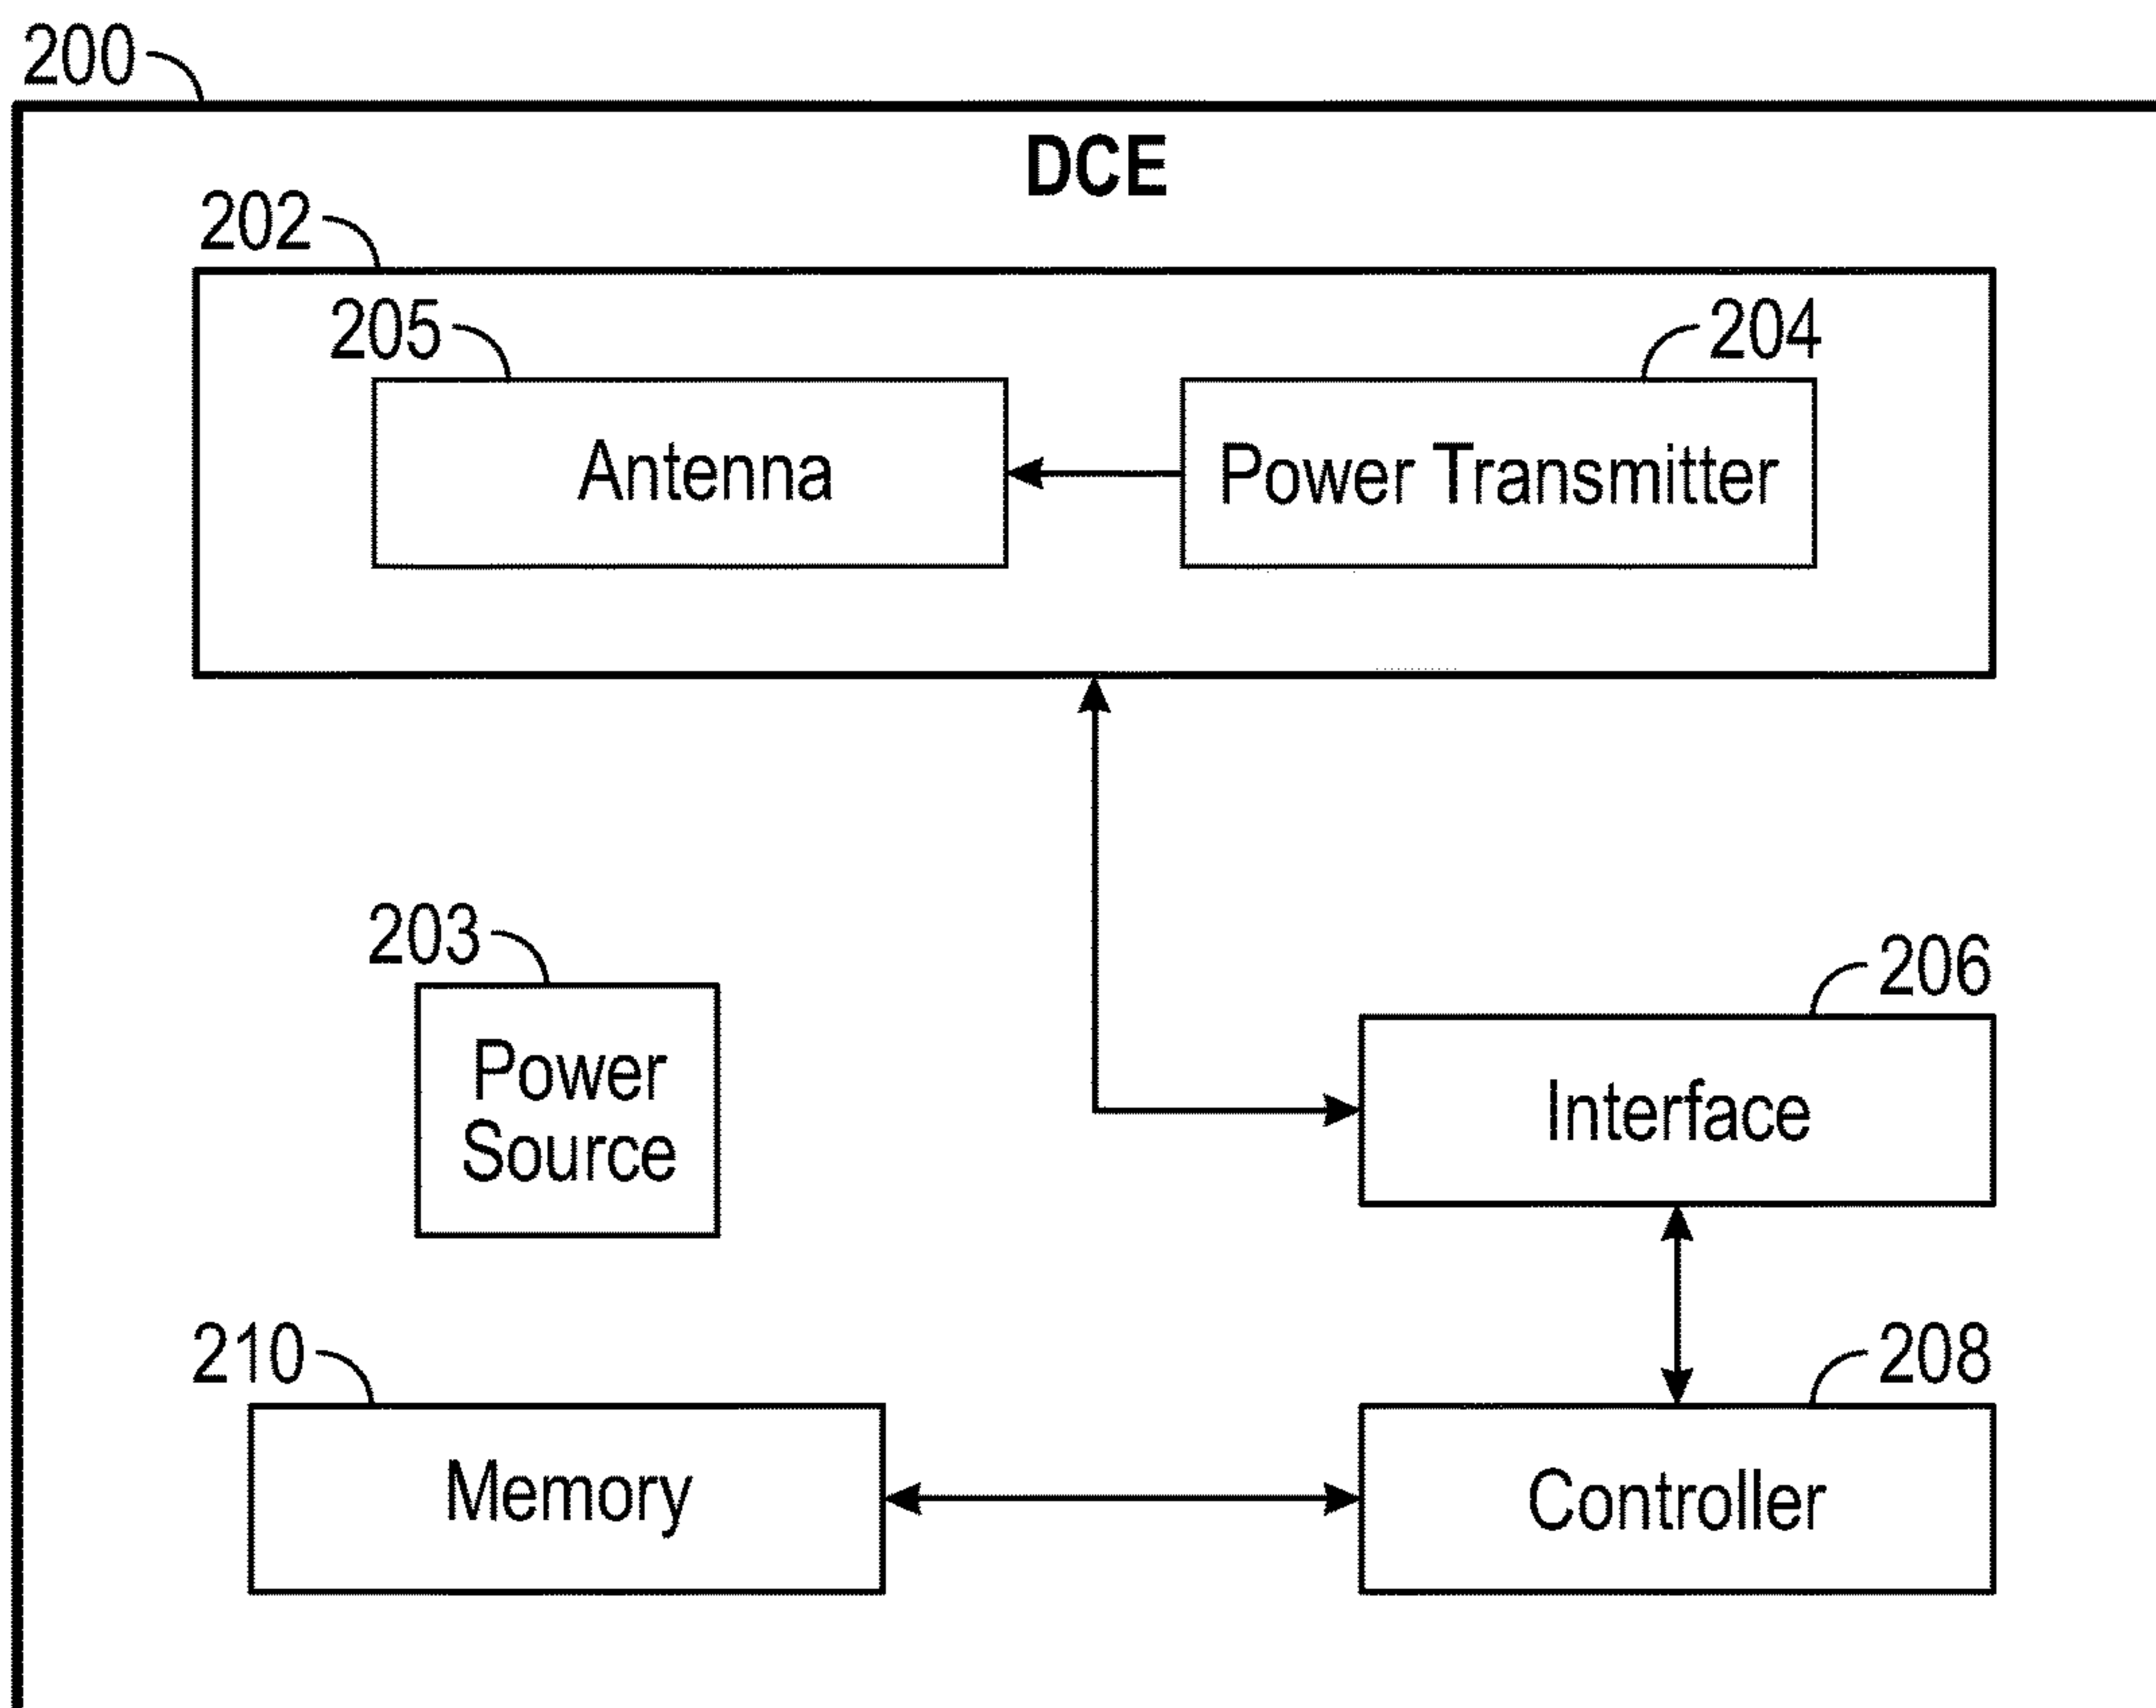 200
DCE
202
205
204
Antenna
Power Transmitter
203
206
Power
Source
Interface
210
208
Memory
Controller